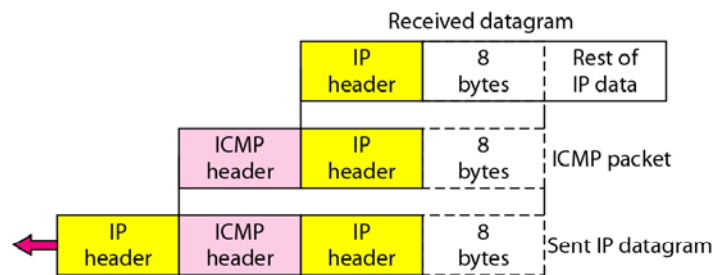 Received datagram
IP header
8 bytes
Rest of IP data
ICMP header
IP header
8 bytes
ICMP packet
IP header
ICMP header
IP header
8 bytes
Sent IP datagram